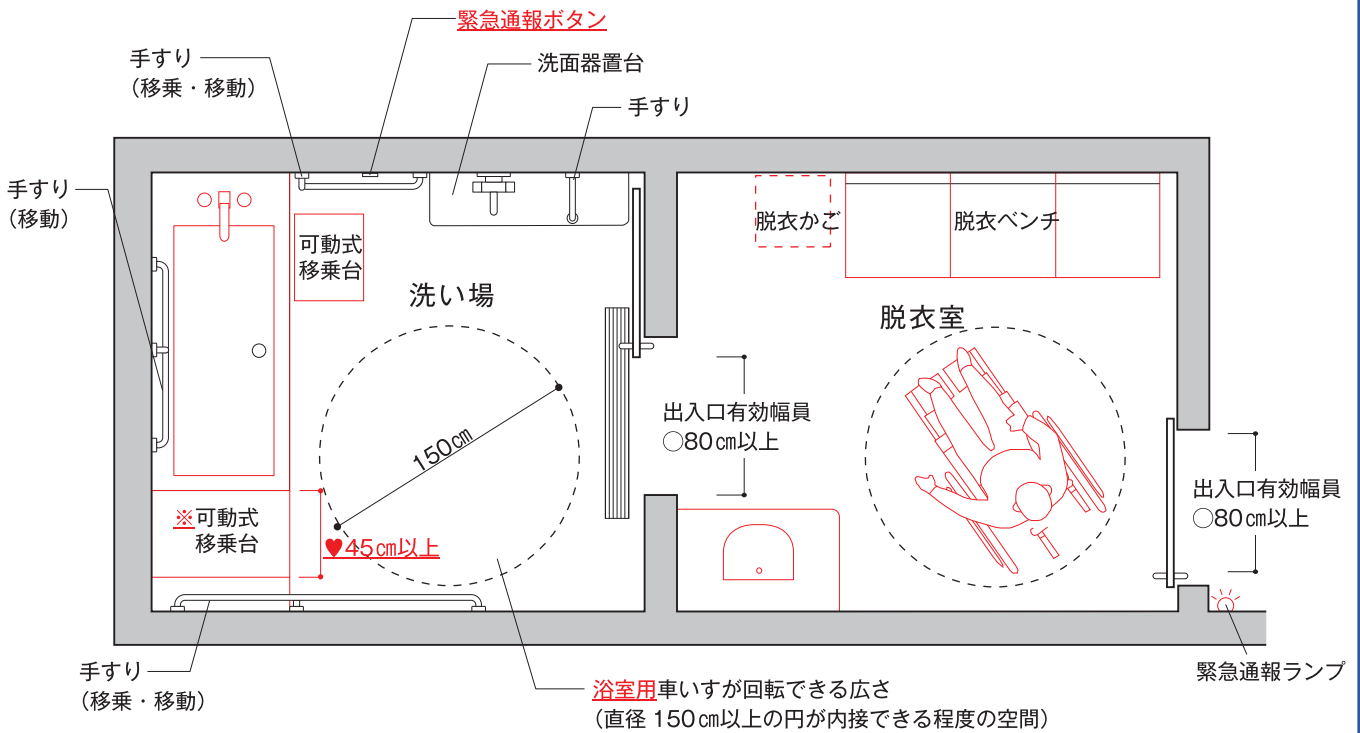 緊急通報ボタン
手すり
（移乗・移動）
洗面器置台
手すり
手すり
（移動）
可動式
移乗台
洗い場
脱衣かご
脱衣ベンチ
脱衣室
150㎝
出入口有効幅員
○80㎝以上
出入口有効幅員
○80㎝以上
※可動式
移乗台
♥45㎝以上
手すり
（移乗・移動）
浴室用車いすが回転できる広さ
（直径 150㎝以上の円が内接できる程度の空間）
緊急通報ランプ